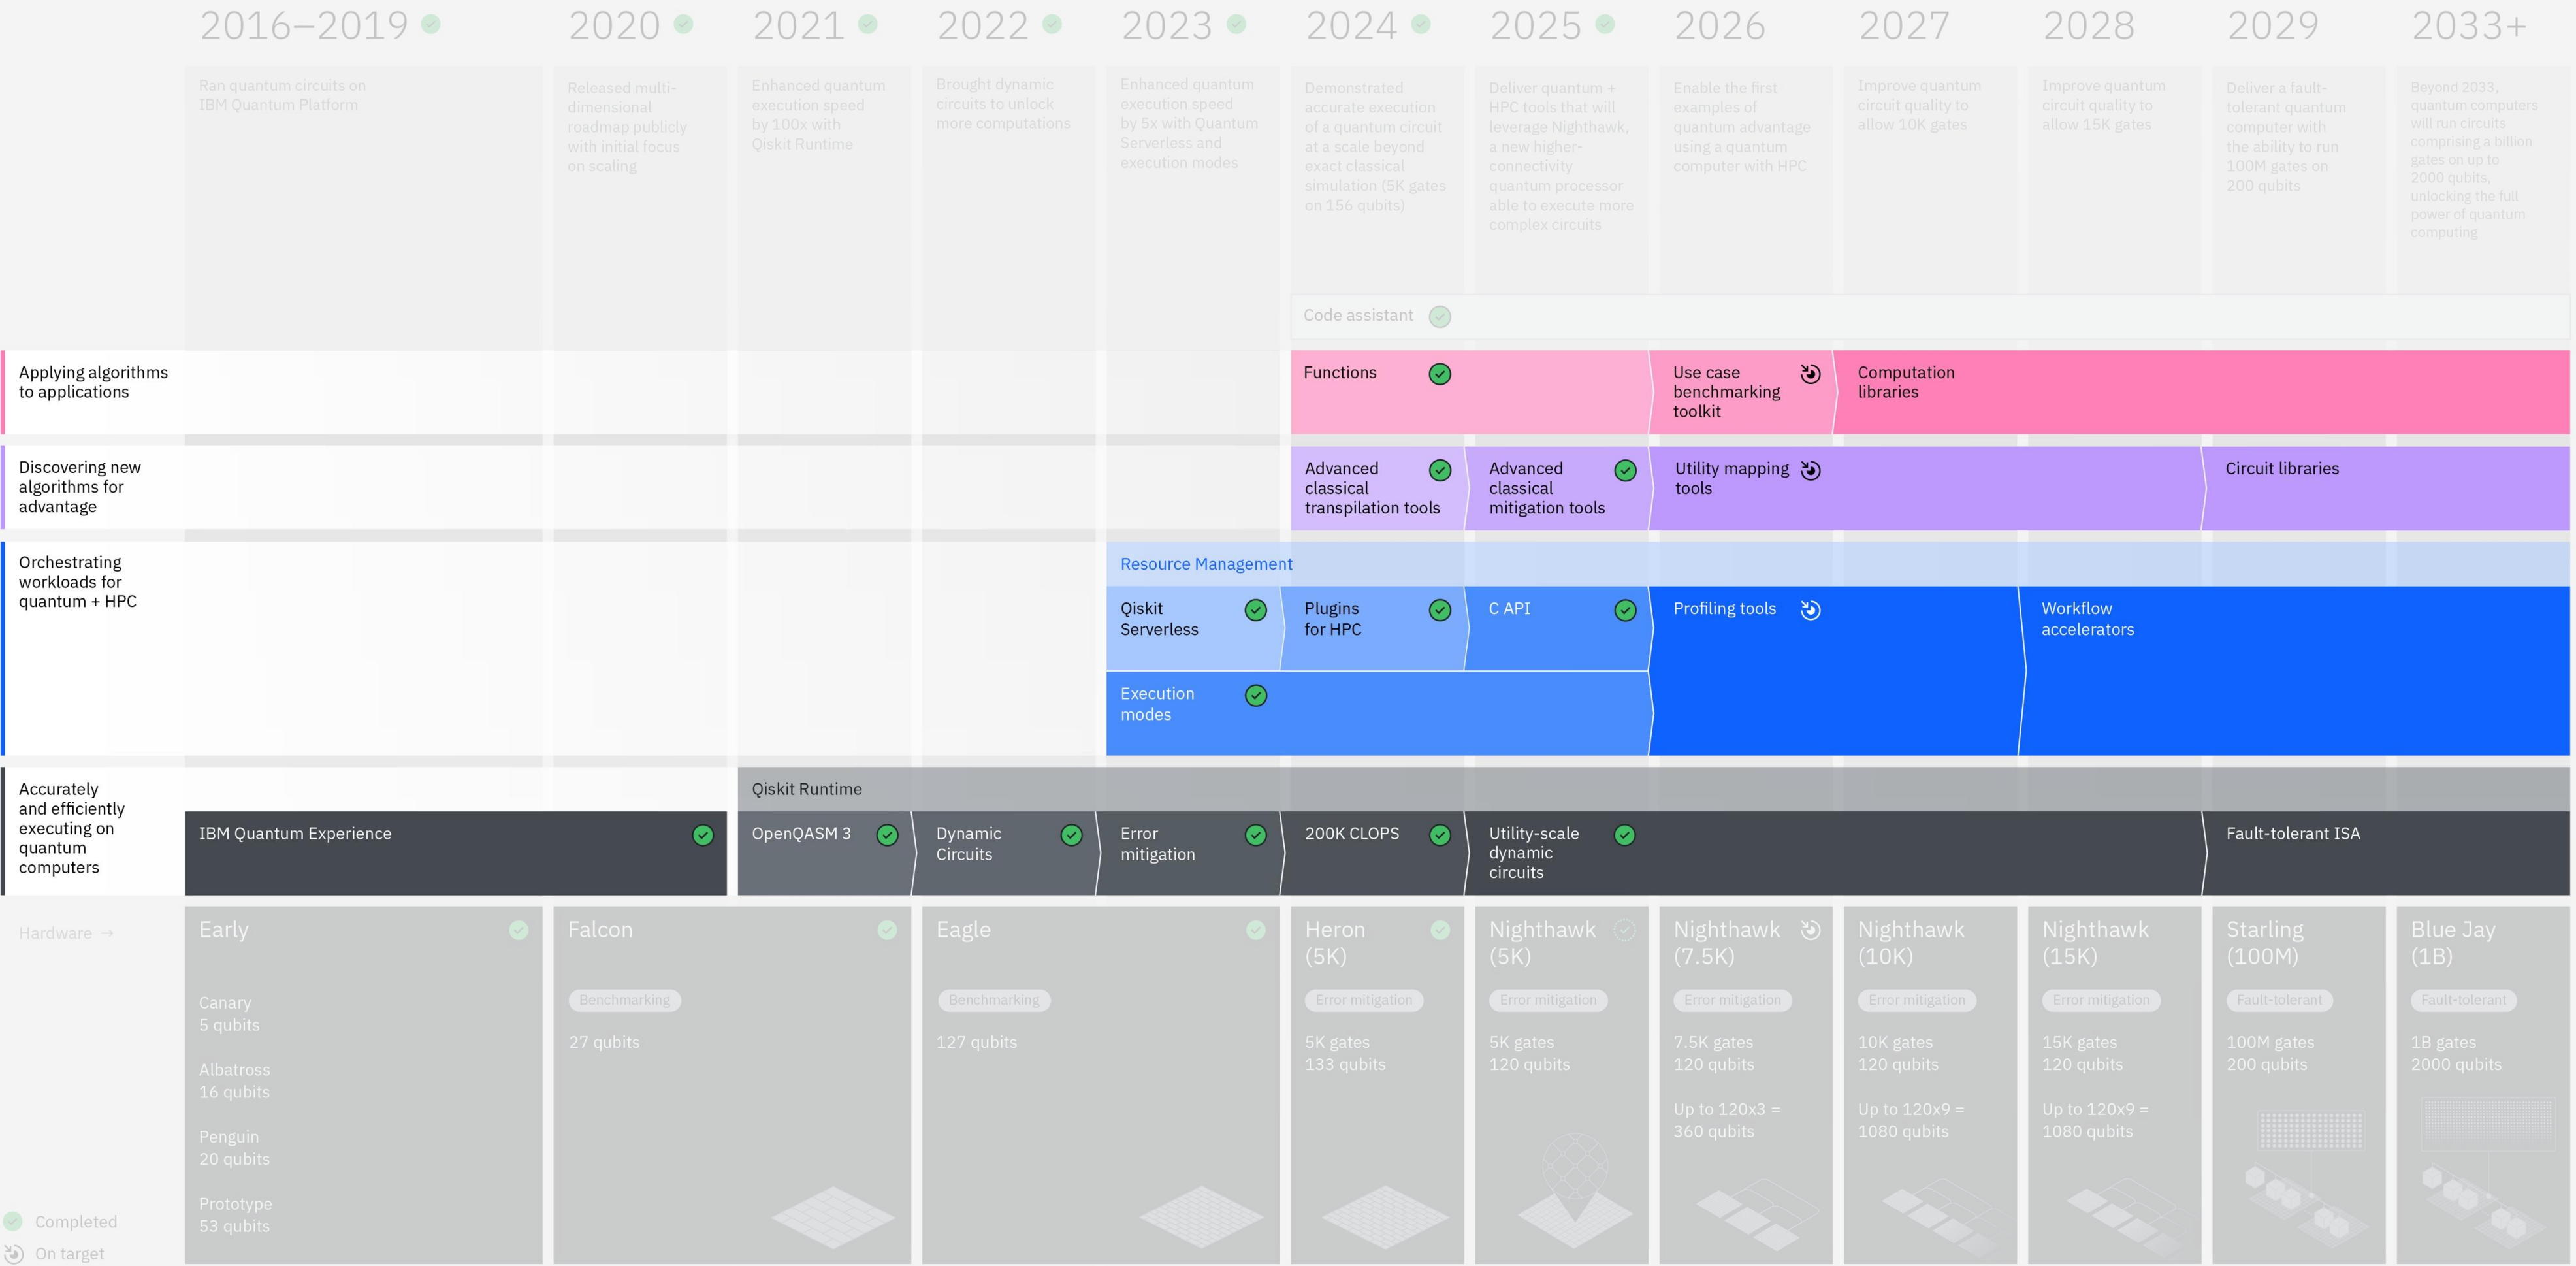 2016–2019
2020
2021
2022
2023
2024
2025
2026
2027
2028
2029
2033+
Ran quantum circuits on
IBM Quantum Platform
Released multi-
dimensional
roadmap publicly
with initial focus
on scaling
Enhanced quantum
execution speed
by 100x with
Qiskit Runtime
Brought dynamic
circuits to unlock
more computations
Enhanced quantum
execution speed
by 5x with Quantum
Serverless and
execution modes
Demonstrated
accurate execution
of a quantum circuit
at a scale beyond
exact classical
simulation (5K gates
on 156 qubits)
Deliver quantum +
HPC tools that will
leverage Nighthawk,
a new higher-
connectivity
quantum processor
able to execute more
complex circuits
Enable the first
examples of
quantum advantage
using a quantum
computer with HPC
Improve quantum
circuit quality to
allow 10K gates
Improve quantum
circuit quality to
allow 15K gates
Deliver a fault-
tolerant quantum
computer with
the ability to run
100M gates on
200 qubits
Beyond 2033,
quantum computers
will run circuits
comprising a billion
gates on up to
2000 qubits,
unlocking the full
power of quantum
computing
Code assistant
Applying algorithms
to applications
Functions
Use case
benchmarking
toolkit
Computation
libraries
Discovering new
algorithms for
advantage
Advanced
classical
transpilation tools
Advanced
classical
mitigation tools
Utility mapping
tools
Circuit libraries
Orchestrating
workloads for
quantum + HPC
Resource Management
Qiskit
Serverless
Plugins
for HPC
C API
Profiling tools
Workflow
accelerators
Execution
modes
Accurately
and efficiently
executing on
quantum
computers
Qiskit Runtime
IBM Quantum Experience
OpenQASM 3
Dynamic
Circuits
Error
mitigation
200K CLOPS
Utility-scale
dynamic
circuits
Fault-tolerant ISA
Hardware →
Early
Canary
5 qubits
Albatross
16 qubits
Penguin
20 qubits
Prototype
53 qubits
Falcon
Benchmarking
27 qubits
Eagle
Benchmarking
127 qubits
Heron
(5K)
Error mitigation
5K gates
133 qubits
Nighthawk
(5K)
Error mitigation
5K gates
120 qubits
Nighthawk
(7.5K)
Error mitigation
7.5K gates
120 qubits
Up to 120x3 =
360 qubits
Nighthawk
(10K)
Error mitigation
10K gates
120 qubits
Up to 120x9 =
1080 qubits
Nighthawk
(15K)
Error mitigation
15K gates
120 qubits
Up to 120x9 =
1080 qubits
Starling
(100M)
Fault-tolerant
100M gates
200 qubits
Blue Jay
(1B)
Fault-tolerant
1B gates
2000 qubits
Completed
On target